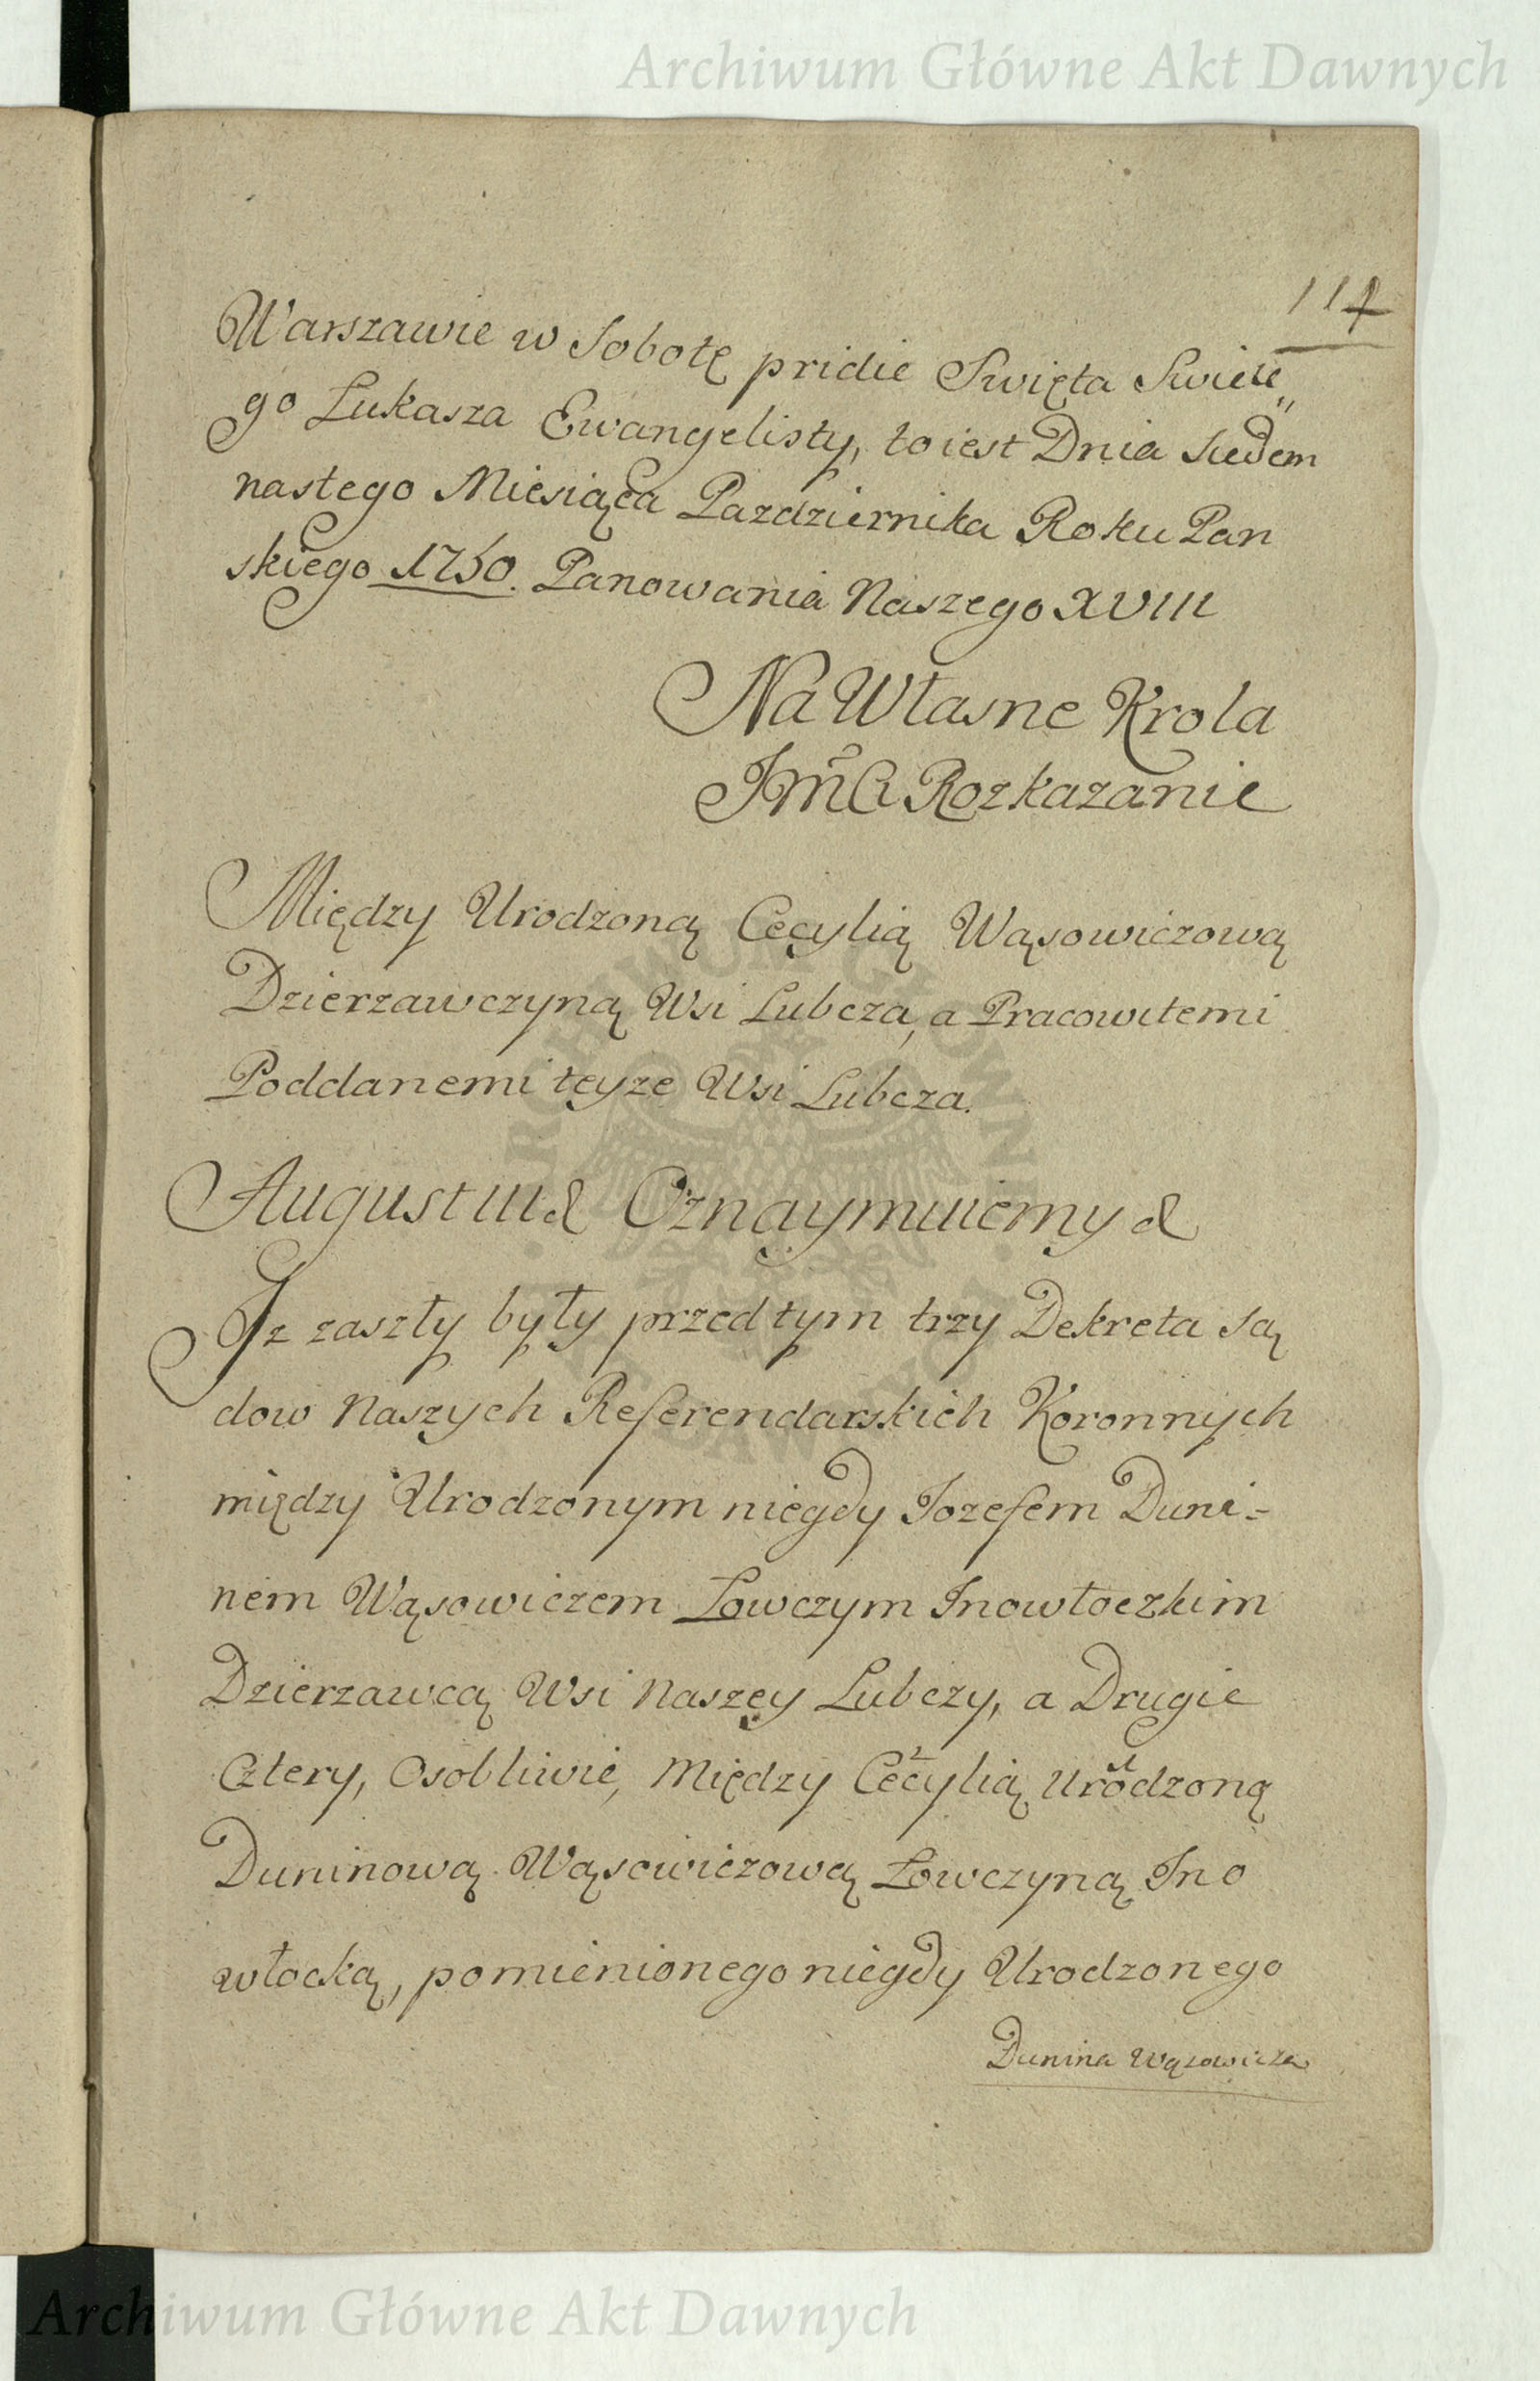 Archiwum Główne Akt Dawnych
117
Warszawie w Sobotę pridie Swięta Swięte„
go Lukasza Ewangelisty, to iest Dnia Siedem
nastego Miesiąca Pazdziernika Roku Pan
skiego 1750. Panowania Naszego XVIII
Na Własne Krola
JmC Rozkazanie
Między Urodzoną Cecylią Wąsowiczową
Dzierzawczyną Wsi Lubcza, a Pracowitemi
Poddanemi teyze Wsi Lubcza.
August III & Oznaymuiemy &
Jz zaszły były przed tym trzy Dekreta Są
dow Naszych Referendarskich Koronnych
między Urodzonym niegdy Jozefem Duni=
nem Wąsowiczem Lowczym Jnowłoczkim
Dzierzawcą Wsi Naszey Lubczy, a Drugie
Cztery, Osobliwie, Między Cecylią Urodzoną
Duninową Wąsowiczową Łowczyną Jno
włocką, pomienionego niegdy Urodzonego
Dunina Wąsowicza
Archiwum Główne Akt Dawnych